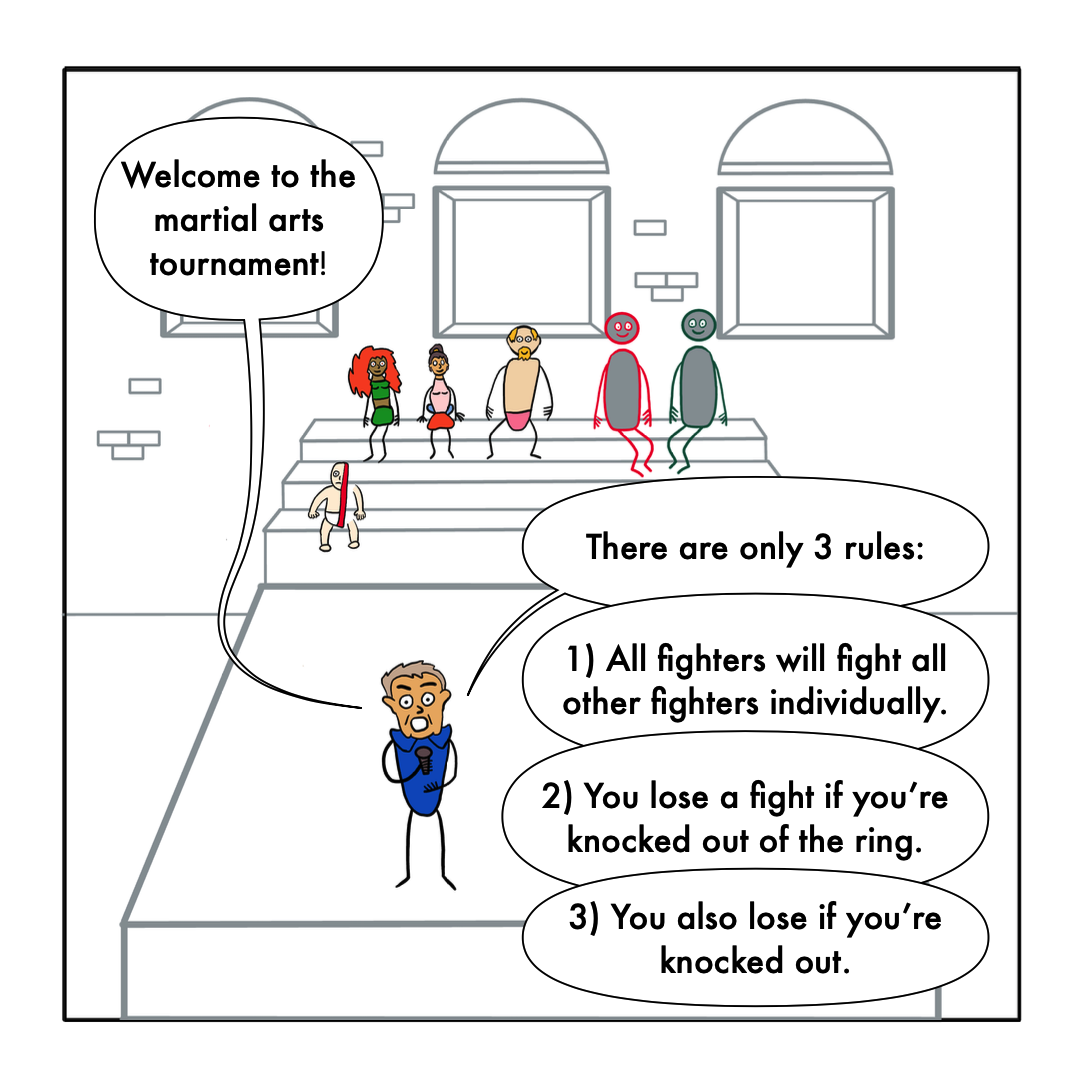 Welcome to the
martial arts
tournament!
There are only 3 rules:
1) All fighters will fight all
other fighters individually.
2) You lose a fight if you’re
knocked out of the ring.
3) You also lose if you’re
knocked out.